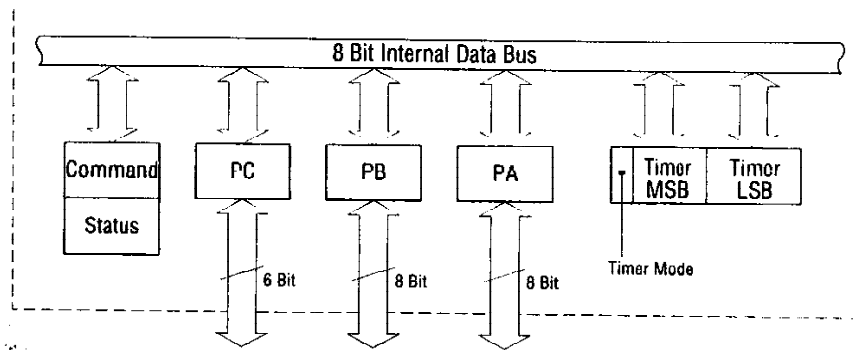 8 Bit Internal Data Bus
Command
Status
PC
PB
PA
Timer
MSB
Timer
LSB
6 Bit
8 Bit
8 Bit
Timer Mode